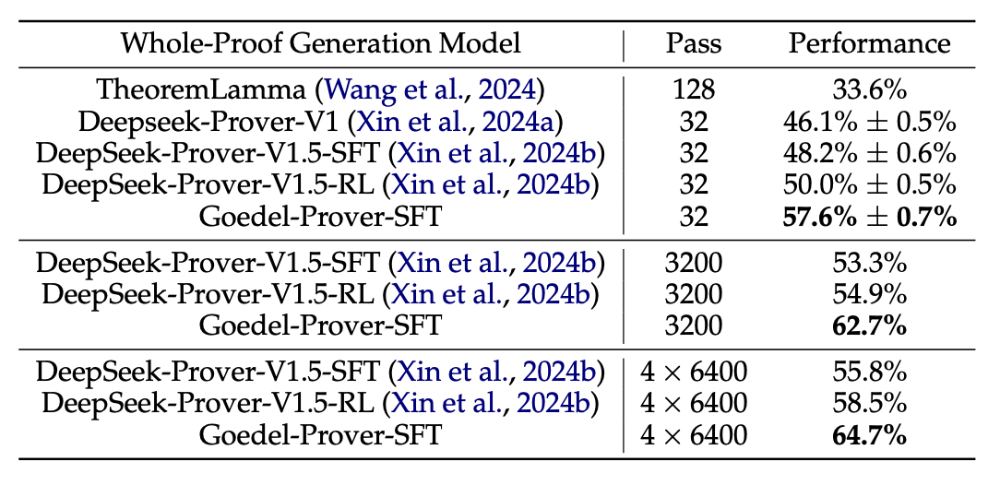 Whole-Proof Generation Model Pass Performance
TheoremLamma (Wang et al., 2024) 128 33.6%
Deepseek-Prover-V1 (Xin et al., 2024a) 32 46.1% ± 0.5%
DeepSeek-Prover-V1.5-SFT (Xin et al., 2024b) 32 48.2% ± 0.6%
DeepSeek-Prover-V1.5-RL (Xin et al., 2024b) 32 50.0% ± 0.5%
Goedel-Prover-SFT 32 57.6% ± 0.7%
DeepSeek-Prover-V1.5-SFT (Xin et al., 2024b) 3200 53.3%
DeepSeek-Prover-V1.5-RL (Xin et al., 2024b) 3200 54.9%
Goedel-Prover-SFT 3200 62.7%
DeepSeek-Prover-V1.5-SFT (Xin et al., 2024b) 4 × 6400 55.8%
DeepSeek-Prover-V1.5-RL (Xin et al., 2024b) 4 × 6400 58.5%
Goedel-Prover-SFT 4 × 6400 64.7%